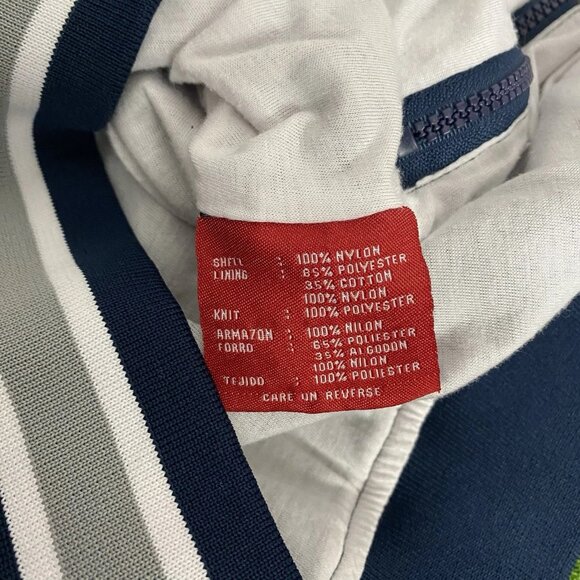 SHELL : 100% NYLON
LINING : 65% POLYESTER
35% COTTON
100% NYLON
KNIT : 100% POLYESTER
ARMAZON : 100% NILON
FORRO : 65% POLIESTER
35% ALGODON
100% NILON
TEJIDO : 100% POLIESTER
CARE ON REVERSE